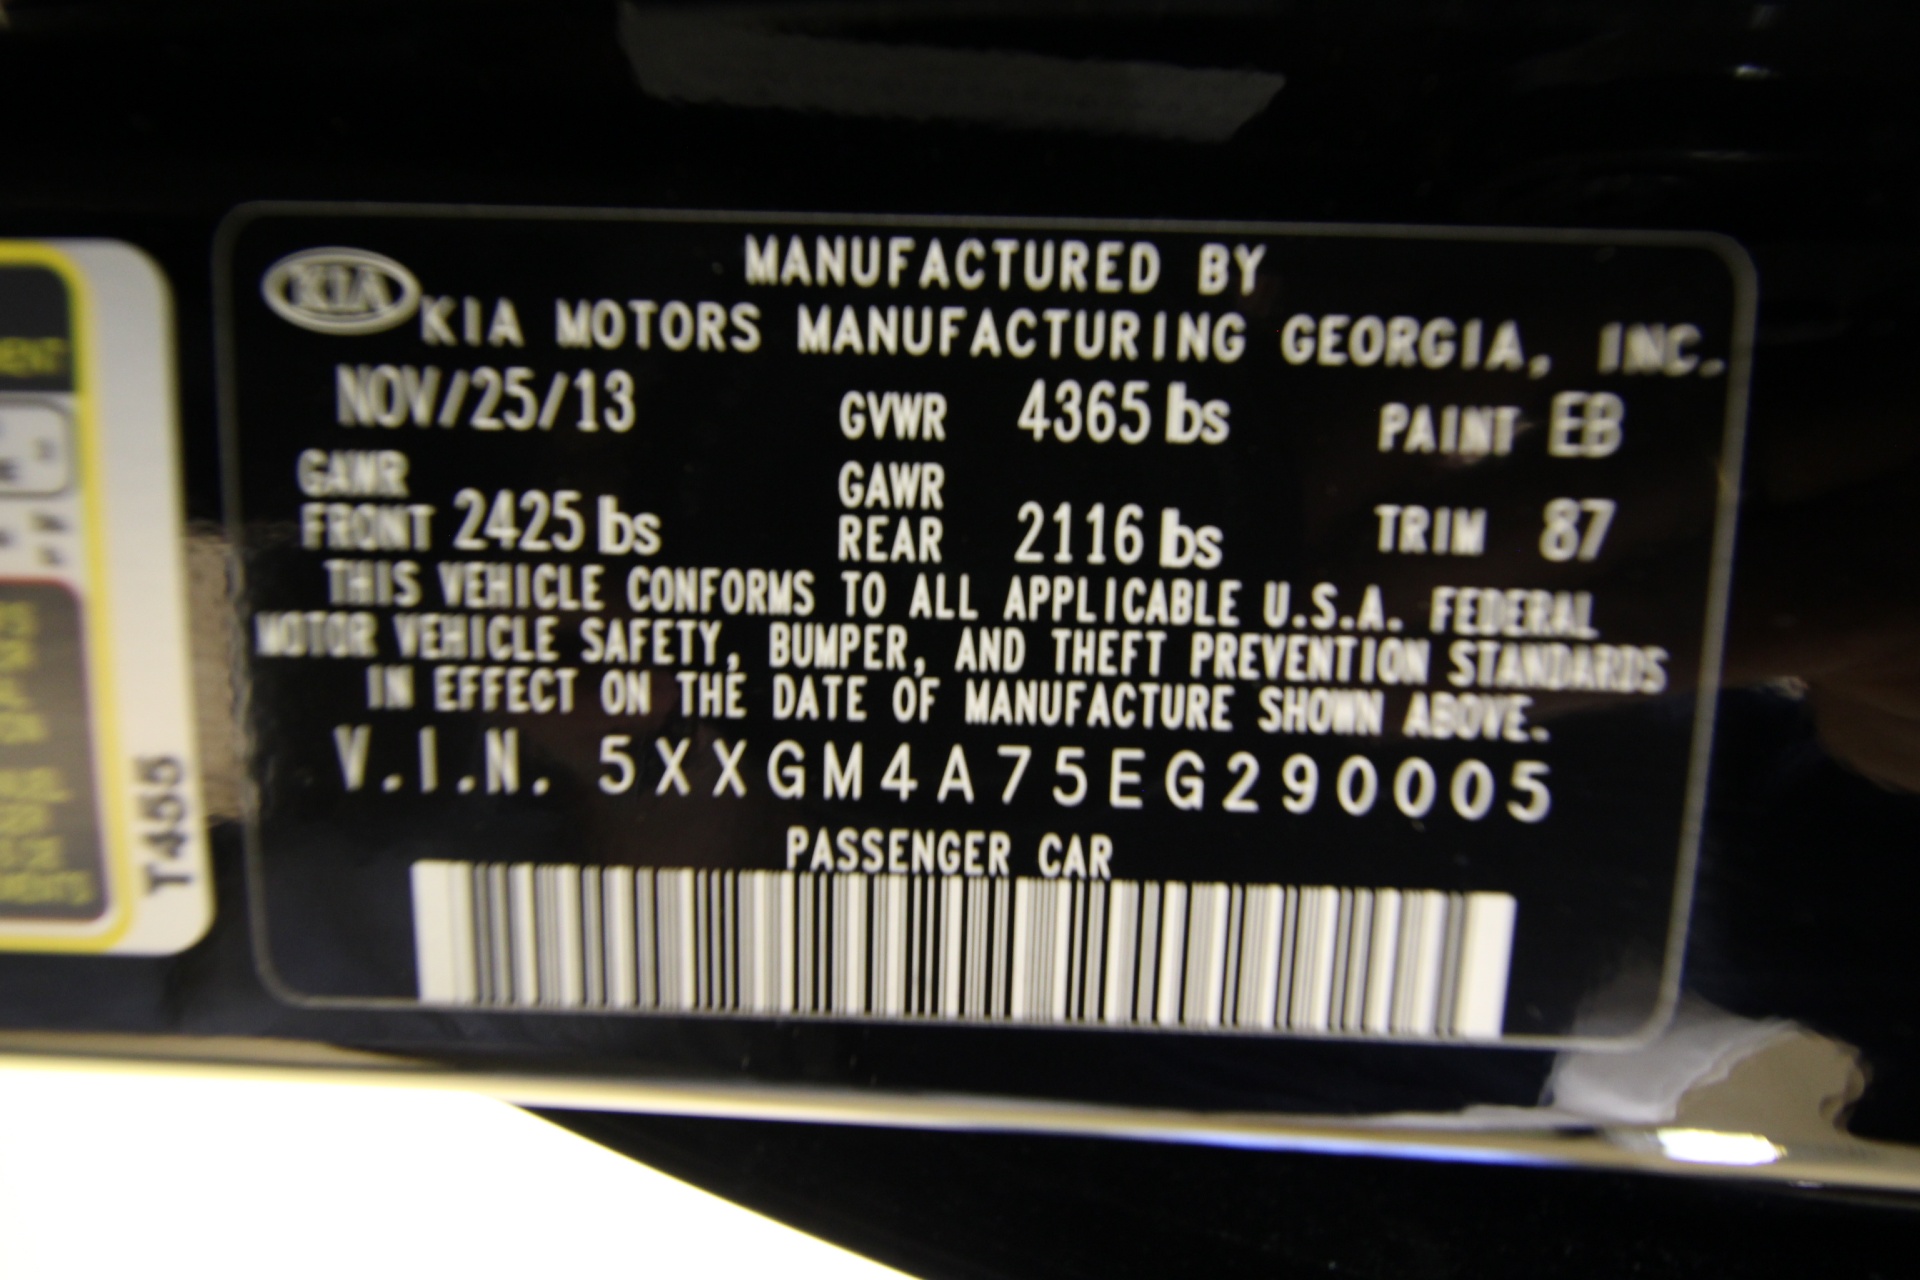 KIA
MANUFACTURED BY
KIA MOTORS MANUFACTURING GEORGIA, INC.
NOV/25/13 GVWR 4365 lbs PAINT EB
GAWR FRONT 2425 lbs GAWR REAR 2116 lbs TRIM 87
THIS VEHICLE CONFORMS TO ALL APPLICABLE U.S.A. FEDERAL
MOTOR VEHICLE SAFETY, BUMPER, AND THEFT PREVENTION STANDARDS
IN EFFECT ON THE DATE OF MANUFACTURE SHOWN ABOVE.
V.I.N. 5XXGM4A75EG290005
PASSENGER CAR
T455